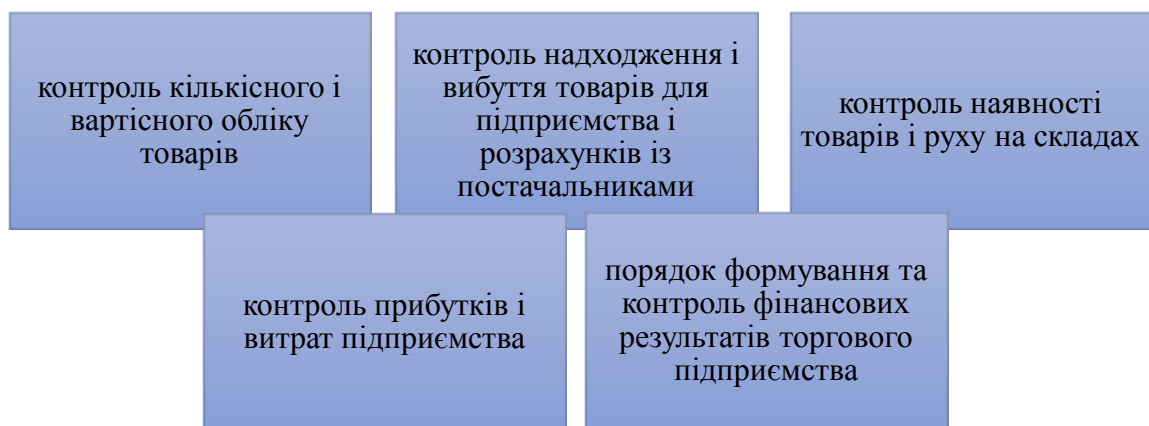 контроль кількісного і
вартісного обліку
товарів
контроль надходження і
вибуття товарів для
підприємства і
розрахунків із
постачальниками
контроль наявності
товарів і руху на складах
контроль прибутків і
витрат підприємства
порядок формування та
контроль фінансових
результатів торгового
підприємства